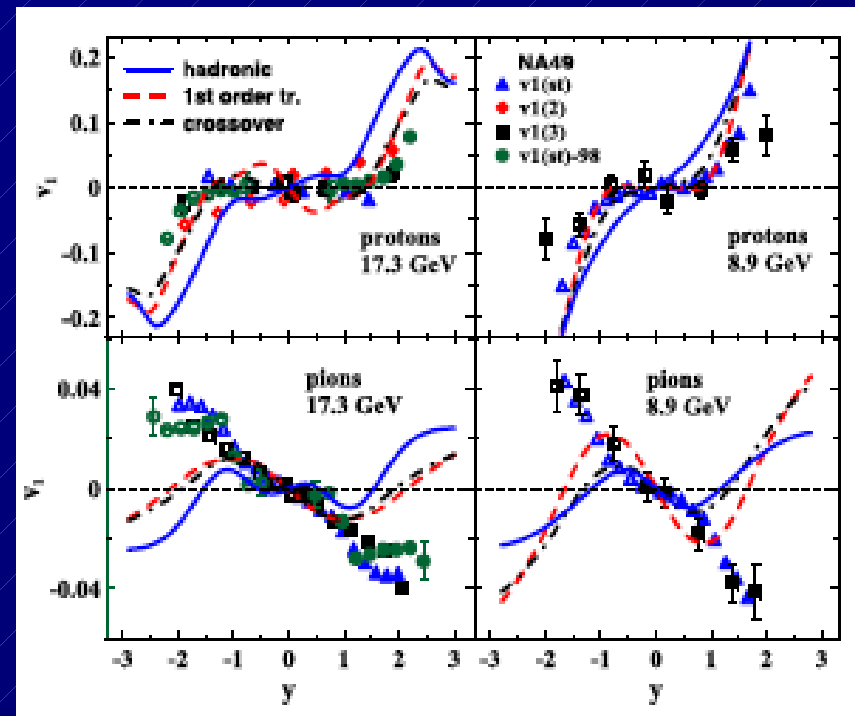 0.2
0.1
0
-0.1
-0.2
v₁
hadronic
1st order tr.
crossover
protons
17.3 GeV
NA49
v1(st)
v1(2)
v1(3)
v1(st)-98
protons
8.9 GeV
0.04
0
-0.04
v₁
pions
17.3 GeV
pions
8.9 GeV
-3 -2 -1 0 1 2 3
-3 -2 -1 0 1 2 3
y
y